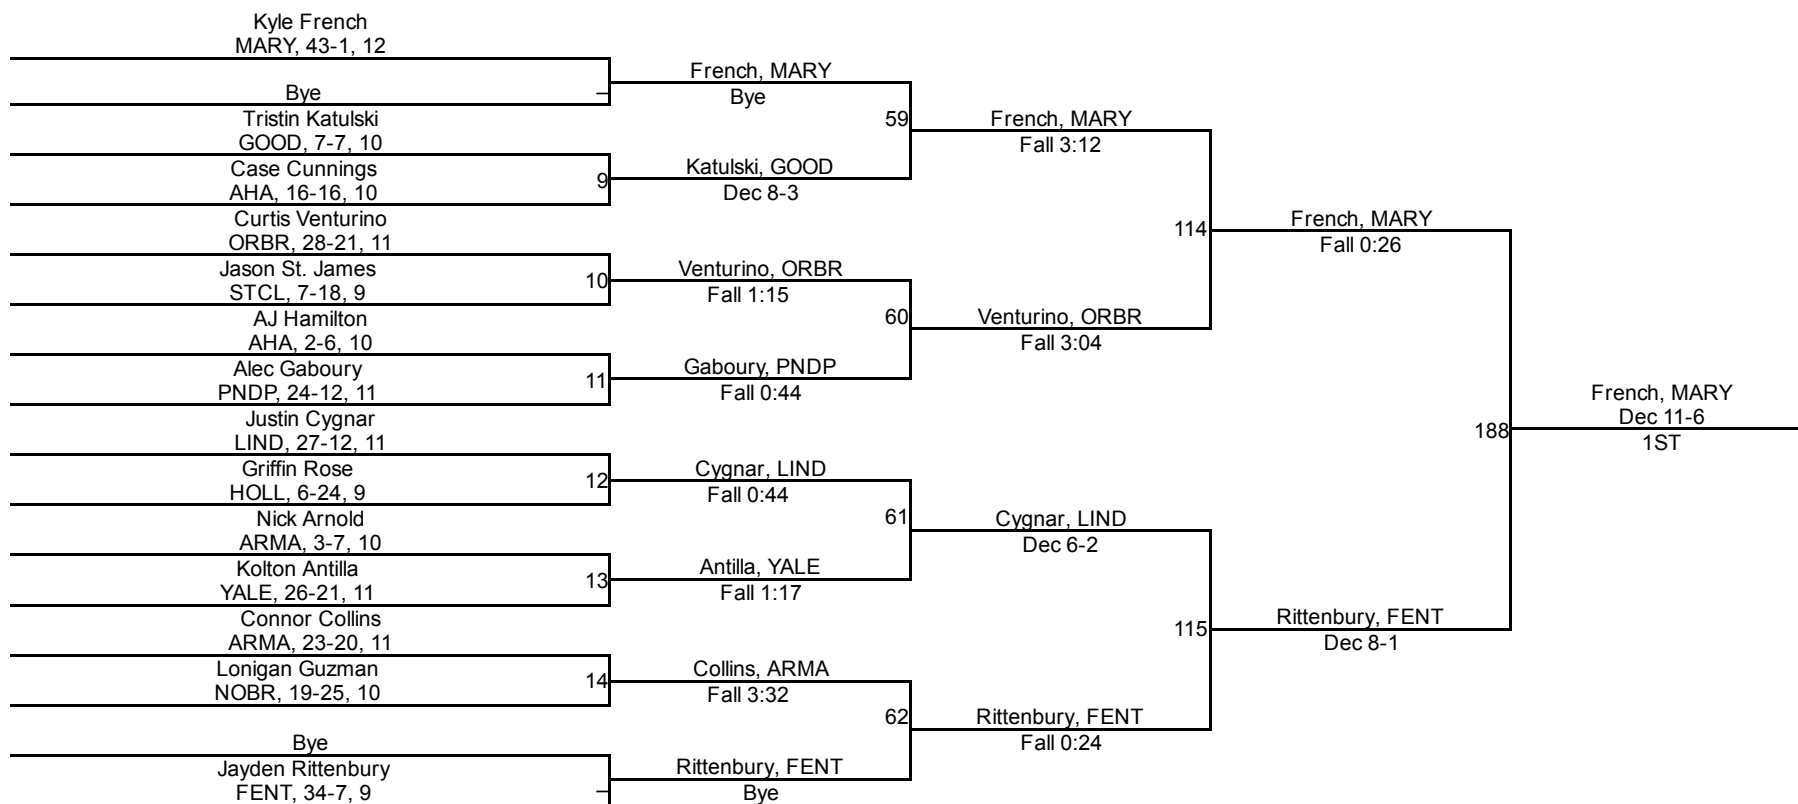 Kyle French
MARY, 43-1, 12
Bye
Tristin Katulski
GOOD, 7-7, 10
Case Cunnings
AHA, 16-16, 10
Curtis Venturino
ORBR, 28-21, 11
Jason St. James
STCL, 7-18, 9
AJ Hamilton
AHA, 2-6, 10
Alec Gaboury
PNDP, 24-12, 11
Justin Cygnar
LIND, 27-12, 11
Griffin Rose
HOLL, 6-24, 9
Nick Arnold
ARMA, 3-7, 10
Kolton Antilla
YALE, 26-21, 11
Connor Collins
ARMA, 23-20, 11
Lonigan Guzman
NOBR, 19-25, 10
Bye
Jayden Rittenbury
FENT, 34-7, 9
–
9
10
11
12
13
14
–
French, MARY
Bye
Katulski, GOOD
Dec 8-3
Venturino, ORBR
Fall 1:15
Gaboury, PNDP
Fall 0:44
Cygnar, LIND
Fall 0:44
Antilla, YALE
Fall 1:17
Collins, ARMA
Fall 3:32
Rittenbury, FENT
Bye
59
60
61
62
French, MARY
Fall 3:12
Venturino, ORBR
Fall 3:04
Cygnar, LIND
Dec 6-2
Rittenbury, FENT
Fall 0:24
114
115
French, MARY
Fall 0:26
Rittenbury, FENT
Dec 8-1
188
French, MARY
Dec 11-6
1ST